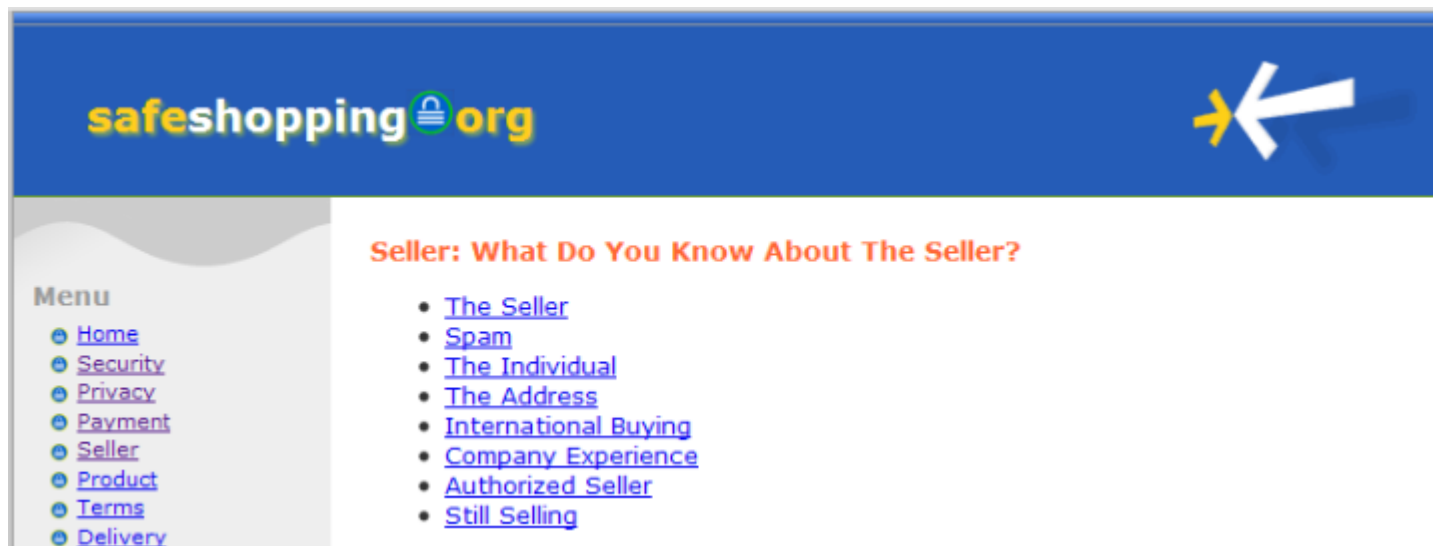 safeshopping org
Seller: What Do You Know About The Seller?
Menu
Home
Security
Privacy
Payment
Seller
Product
Terms
Delivery
The Seller
Spam
The Individual
The Address
International Buying
Company Experience
Authorized Seller
Still Selling